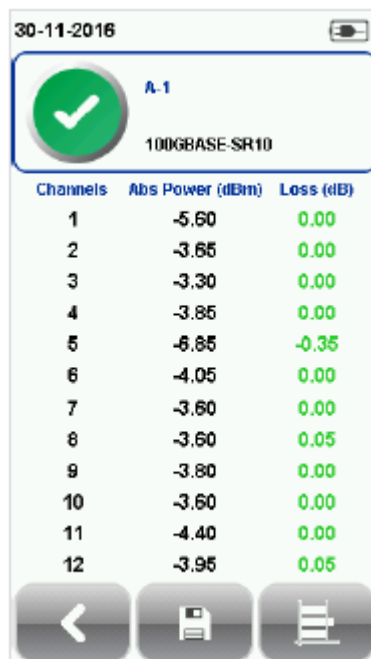 30-11-2016
A-1
100GBASE-SR10
Channels Abs Power (dBm) Loss (dB)
1 -5.60 0.00
2 -3.65 0.00
3 -3.30 0.00
4 -3.85 0.00
5 -6.85 -0.35
6 -4.05 0.00
7 -3.60 0.00
8 -3.60 0.05
9 -3.80 0.00
10 -3.60 0.00
11 -4.40 0.00
12 -3.95 0.05